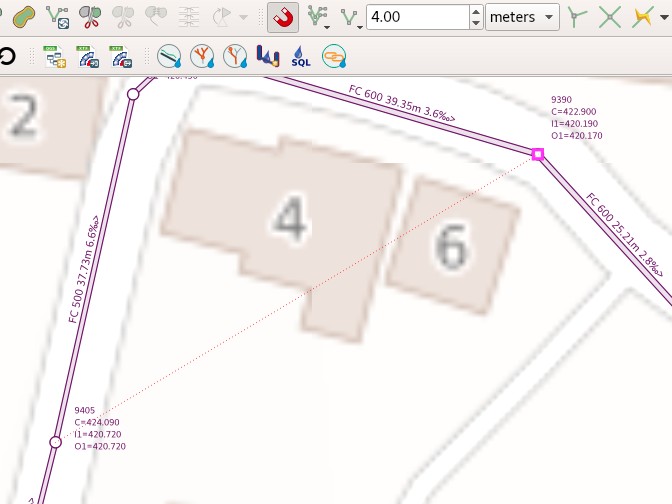 4.00
meters
SQL
FC 600 39.35m 3.6‰>
9390
C=422.900
I1=420.190
O1=420.170
2
4
6
FC 600 25.21m 2.8‰>
FC 500 37.73m 6.6‰>
9405
C=424.090
I1=420.720
O1=420.720